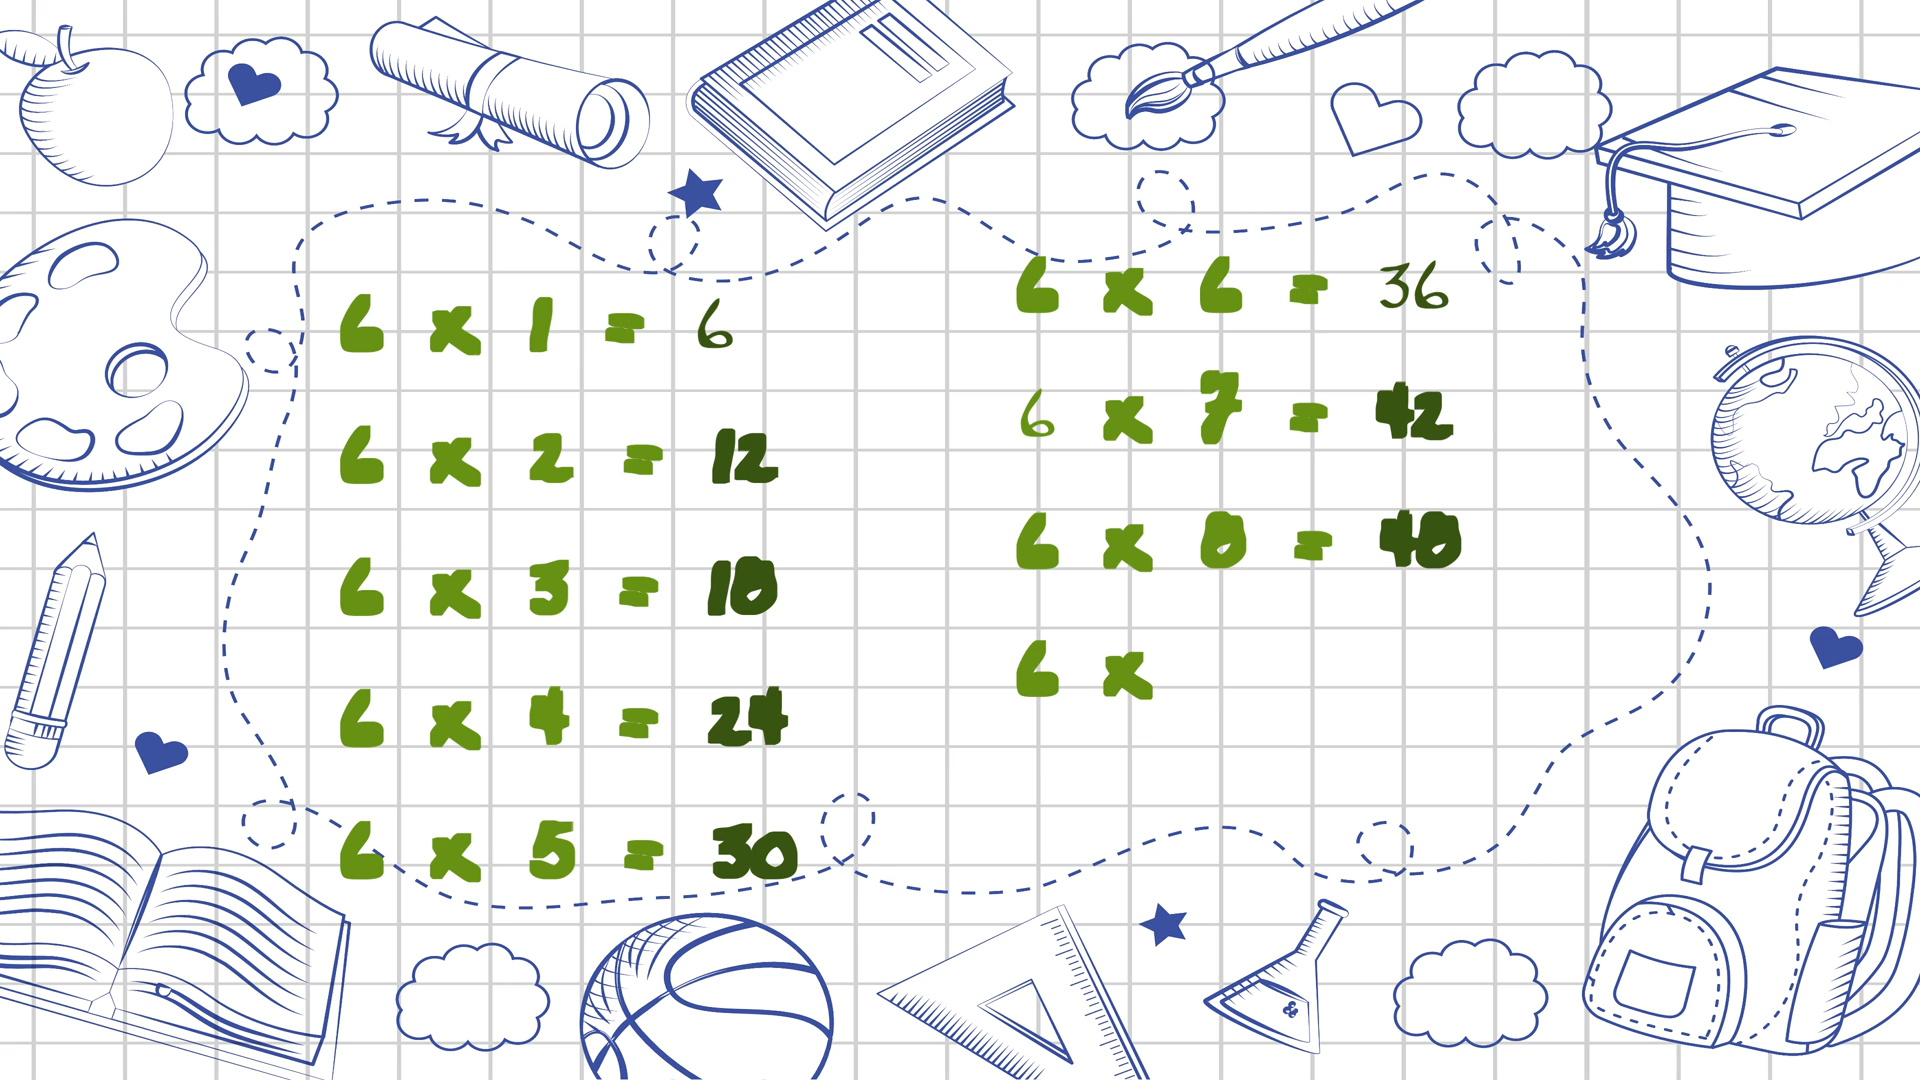 6 x 1 = 6
6 x 2 = 12
6 x 3 = 18
6 x 4 = 24
6 x 5 = 30
6 x 6 = 36
6 x 7 = 42
6 x 8 = 48
6 x